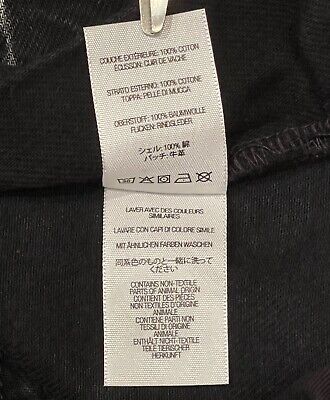 COUCHE EXTÉRIEURE: 100% COTON
ÉCUSSON: CUIR DE VACHE
STRATO ESTERNO: 100% COTONE
TOPPA: PELLE DI MUCCA
OBERSTOFF: 100% BAUMWOLLE
FLICKEN: RINDSLEDER
シェル: 100% 綿
パッチ: 牛革
LAVER AVEC DES COULEURS
SIMILAIRES
LAVARE CON CAPI DI COLORE SIMILE
MIT ÄHNLICHEN FARBEN WASCHEN
同系色のものと一緒に洗って
ください
CONTAINS NON-TEXTILE
PARTS OF ANIMAL ORIGIN
CONTIENT DES PIÈCES
NON TEXTILES D'ORIGINE
ANIMALE
CONTIENE PARTI NON
TESSILI DI ORIGINE
ANIMALE
ENTHÄLT NICHT-TEXTILE
TEILE TIERISCHER
HERKUNFT